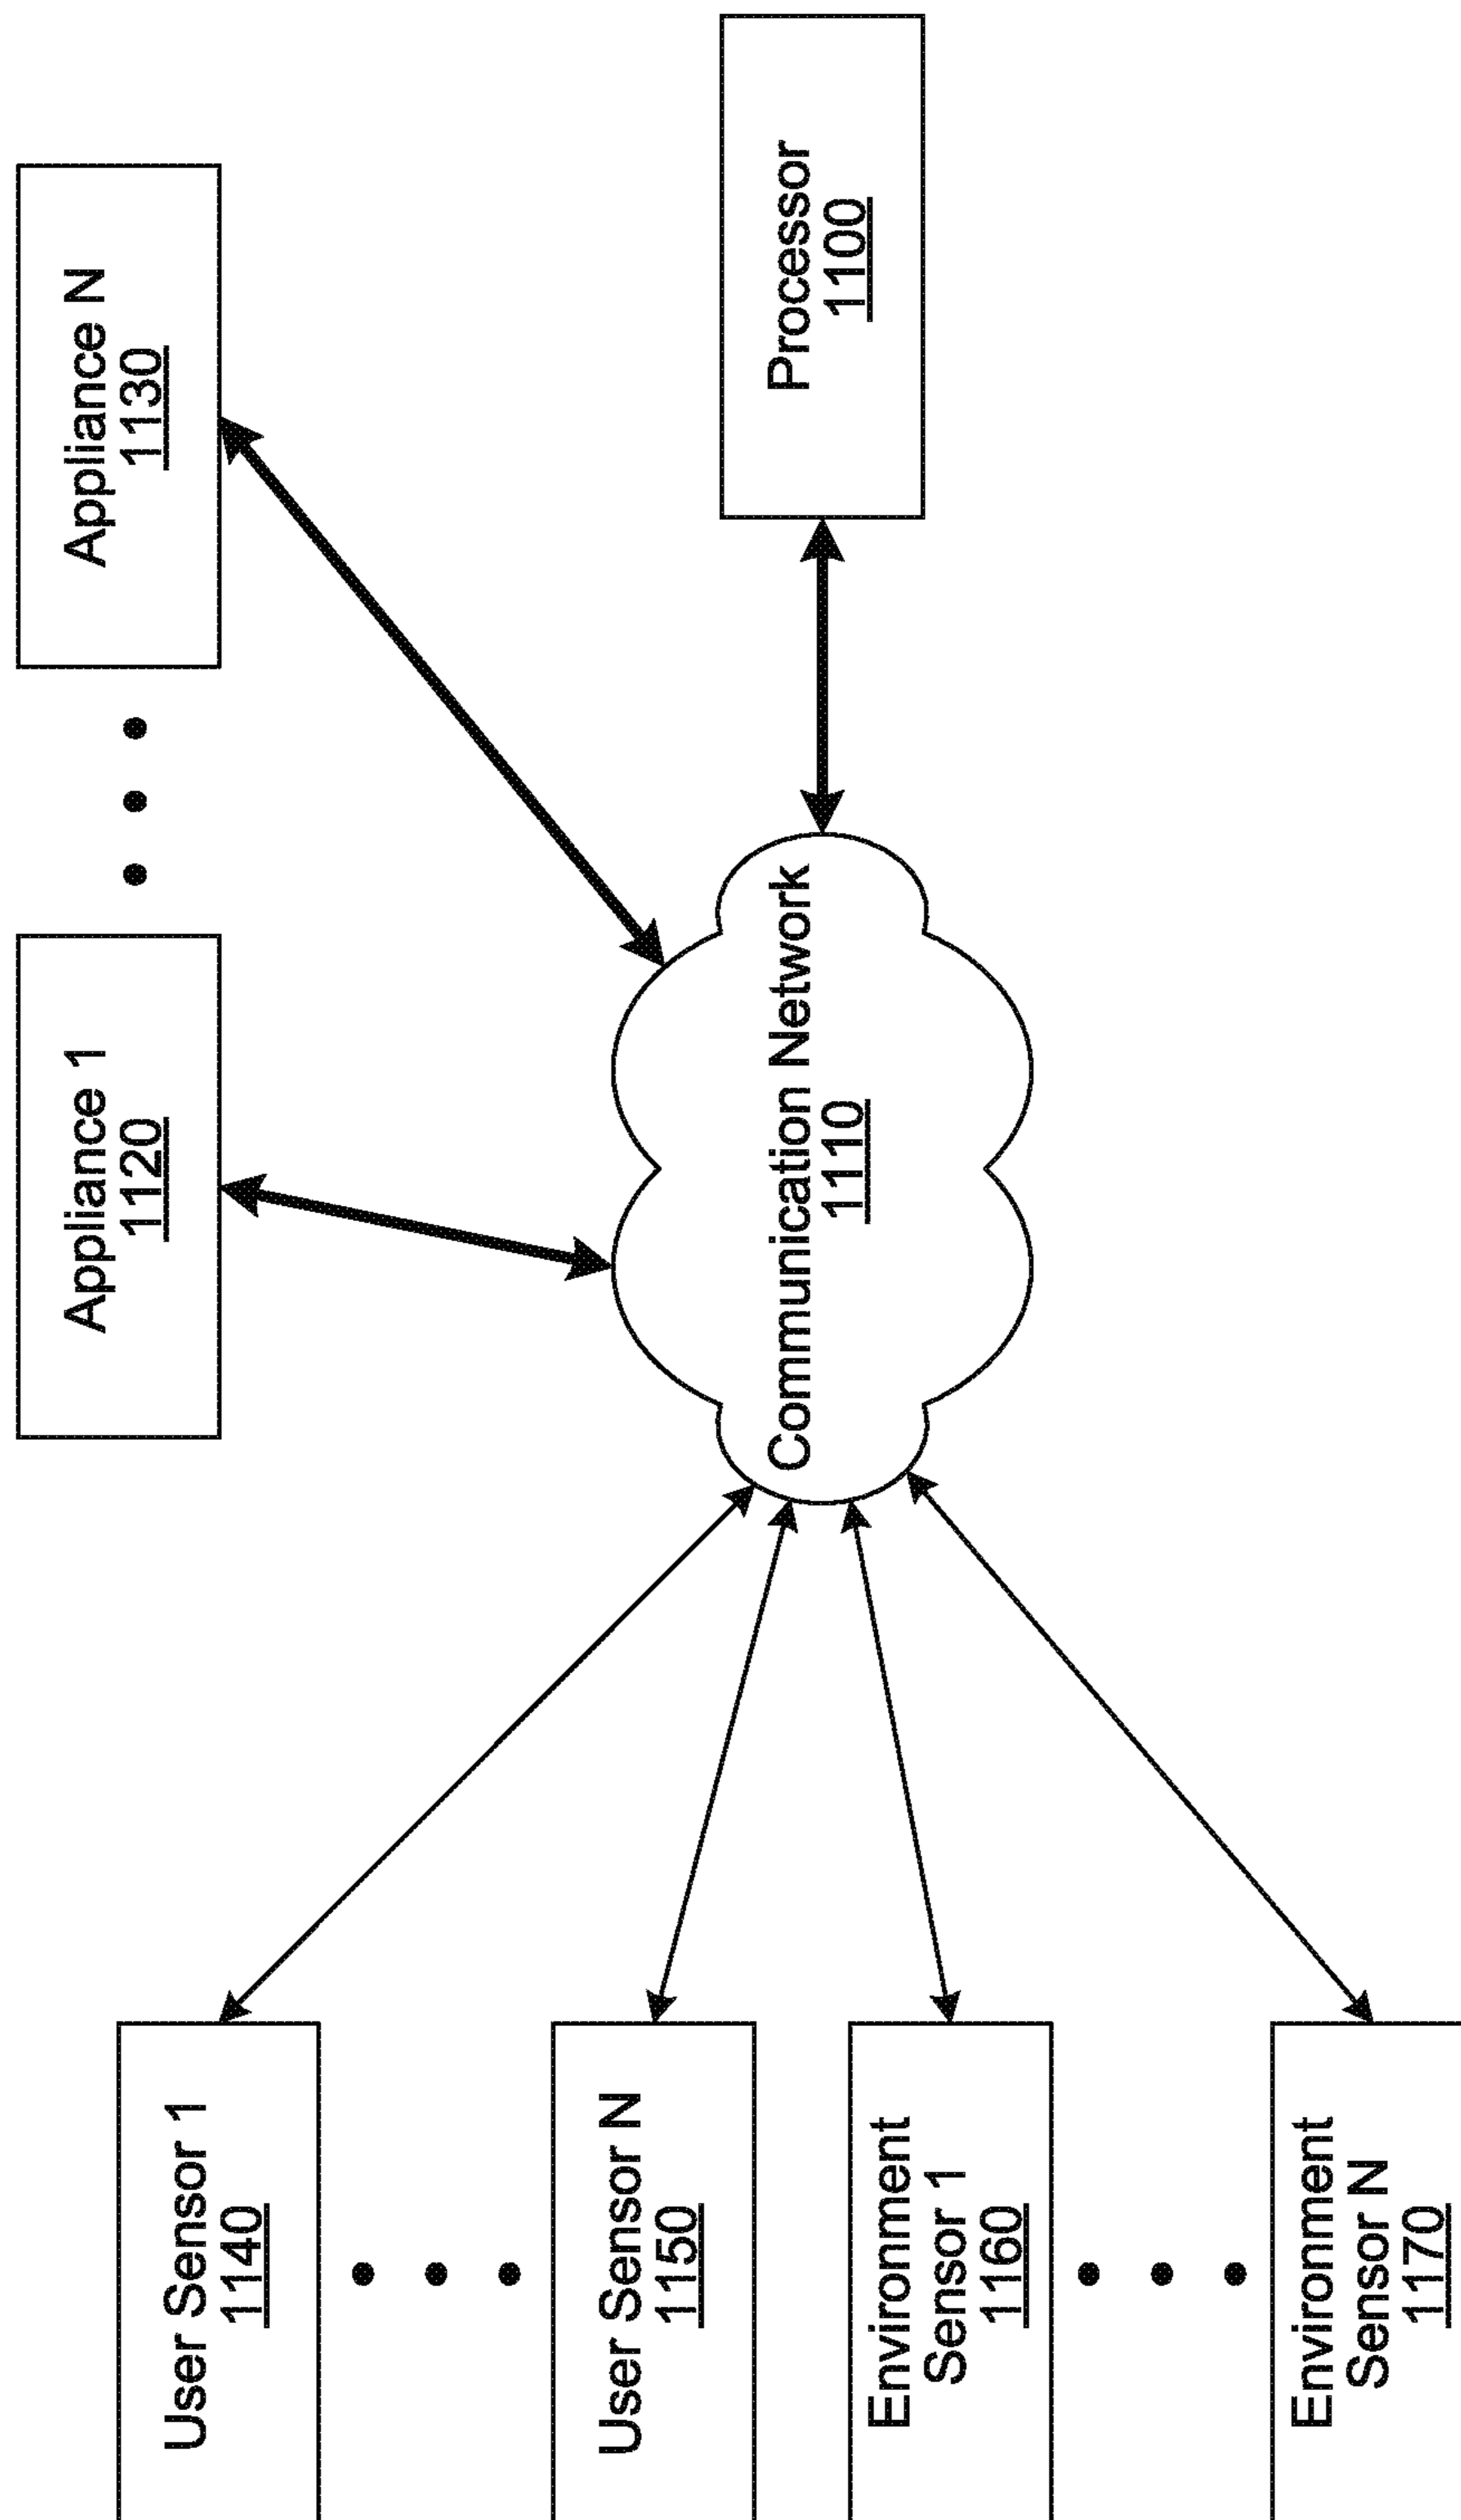 Appliance 1
1120
Appliance N
1130
User Sensor 1
1140
User Sensor N
1150
Communication Network
1110
Processor
1100
Environment
Sensor 1
1160
Environment
Sensor N
1170